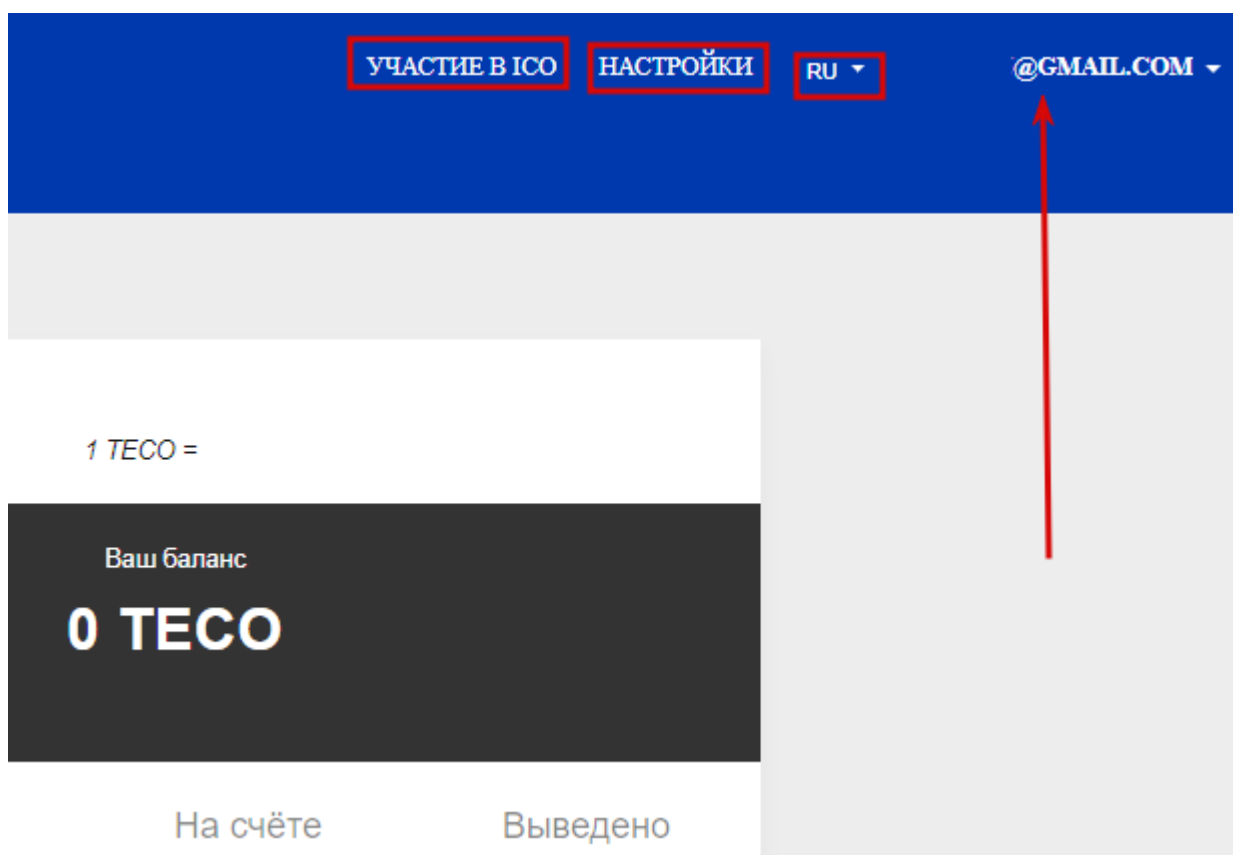 УЧАСТИЕ В ICO НАСТРОЙКИ RU @GMAIL.COM
1 TECO =
Ваш баланс
0 TECO
На счёте Выведено